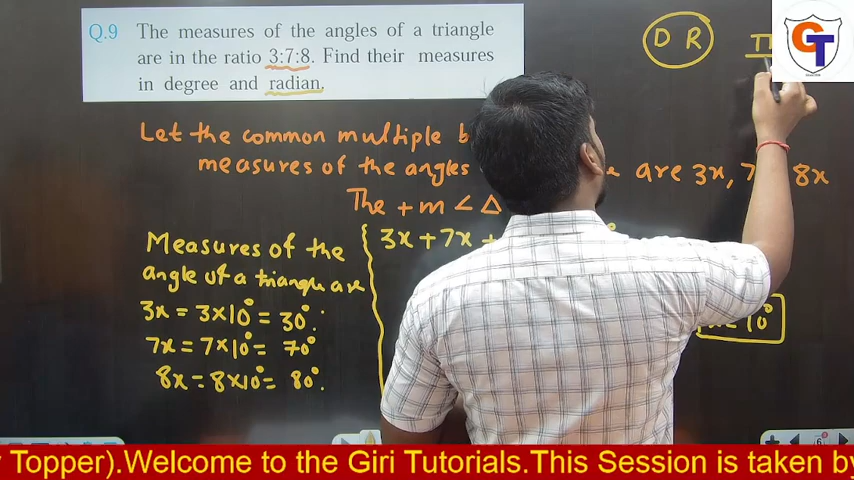 Q.9 The measures of the angles of a triangle
are in the ratio 3:7:8. Find their measures
in degree and radian.
D R
GT
Let the common multiple b
measures of the angles are 3x, 7 8x
The +m < Δ
Measures of the
angle of a triangle are
3x = 3×10° = 30°.
7x = 7×10° = 70°
8x = 8×10° = 80°.
3x + 7x +
10°
Topper).Welcome to the Giri Tutorials.This Session is taken by